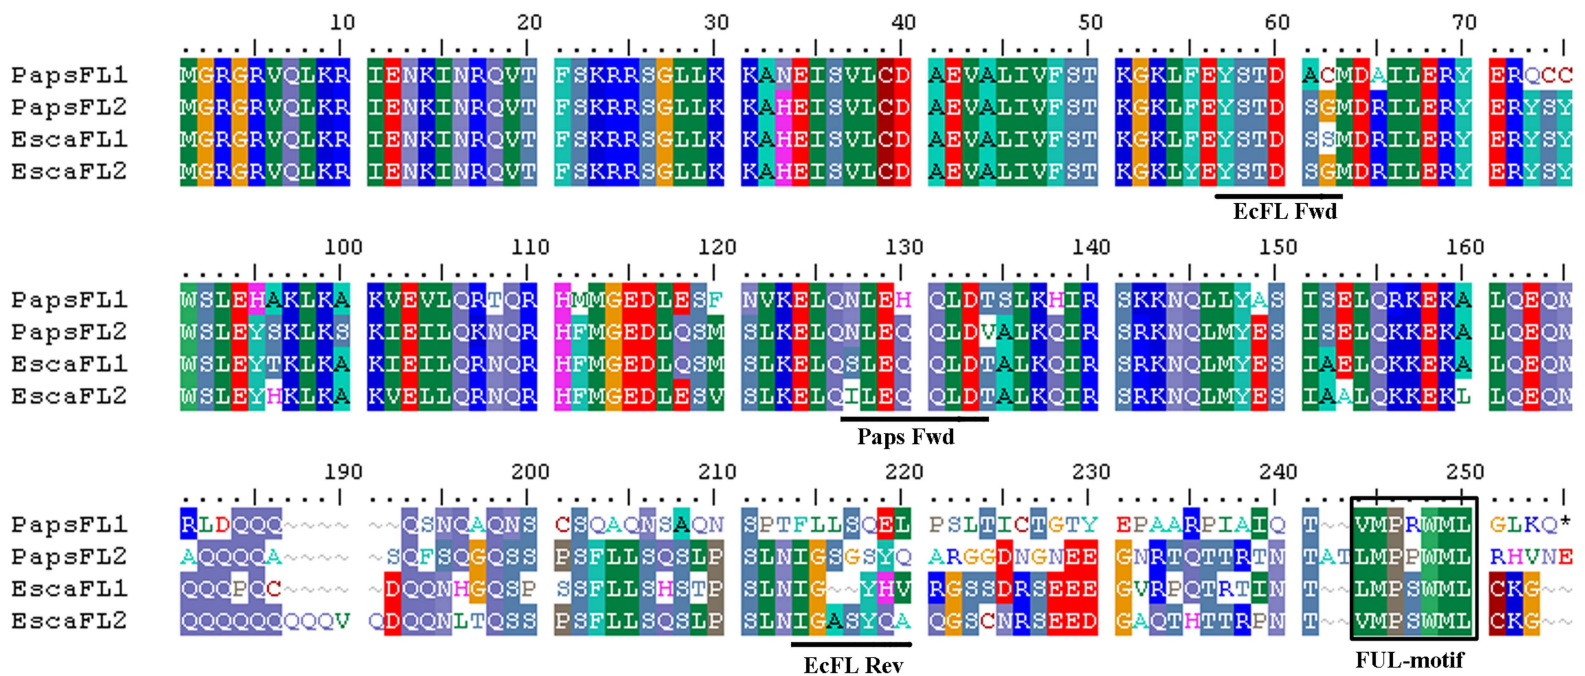 10 20 30 40 50 60 70
PapsFL1 MGRGRVQLKR IENKINRQVT FSKRRSGLLK KANEISVLCD AEVALIVFST KGKLFEYSTD ACMDAILERY ERQCC
PapsFL2 MGRGRVQLKR IENKINRQVT FSKRRSGLLK KAHEISVLCD AEVALIVFST KGKLFEYSTD SGMDRILERY ERYSY
EscaFL1 MGRGRVQLKR IENKINRQVT FSKRRSGLLK KAHEISVLCD AEVALIVFST KGKLFEYSTD SSMDRILERY ERYSY
EscaFL2 MGRGRVQLKR IENKINRQVT FSKRRSGLLK KAHEISVLCD AEVALIVFST KGKLYEYSTD SGMDRILERY ERYSY
EcFL Fwd
100 110 120 130 140 150 160
PapsFL1 WSLEHAKLKA KVEVLQRTQR HMMGEDLESF NVKELQNLEH QLDTSLKHIR SKKNQLLYAS ISELQRKEKA LQEQN
PapsFL2 WSLEYSKLKS KIEILQKNQR HFMGEDLQSM SLKELQNLEQ QLDVALKQIR SRKNQLMYES ISELQKKEKA LQEQN
EscaFL1 WSLEYTKLKA KIEILQRNQR HFMGEDLQSM SLKELQSLEQ QLDTALKQIR SRKNQLMYES IAELQKKEKA LQEQN
EscaFL2 WSLEYHKLKA KVELLQRNQR HFMGEDLESV SLKELQILEQ QLDTALKQIR SRKNQLMYES IAALQKKEKL LQEQN
Paps Fwd
190 200 210 220 230 240 250
PapsFL1 RLDQQQ~~~~ ~~QSNQAQNS CSQAQNSAQN SPTFLLSQEL PSLTICTGTY EPAARPIAIQ T~~VMPRWML GLKQ*
PapsFL2 AQQQQA~~~~ ~SQFSQGQSS PSFLLSQSLP SLNIGSGSYQ ARGGDNGNEE GNRTQTTRTN TATLMPPWML RHVNE
EscaFL1 QQQPQC~~~~ ~DQQNHGQSP SSFLLSHSTP SLNIG~~YHV RGSSDRSEEE GVRPQTRTIN T~~LMPSWML CKG~~
EscaFL2 QQQQQQQQQV QDQQNLTQSS PSFLLSQSLP SLNIGASYQA QGSCNRSEED GAQTHTTRPN T~~VMPSWML CKG~~
EcFL Rev FUL-motif